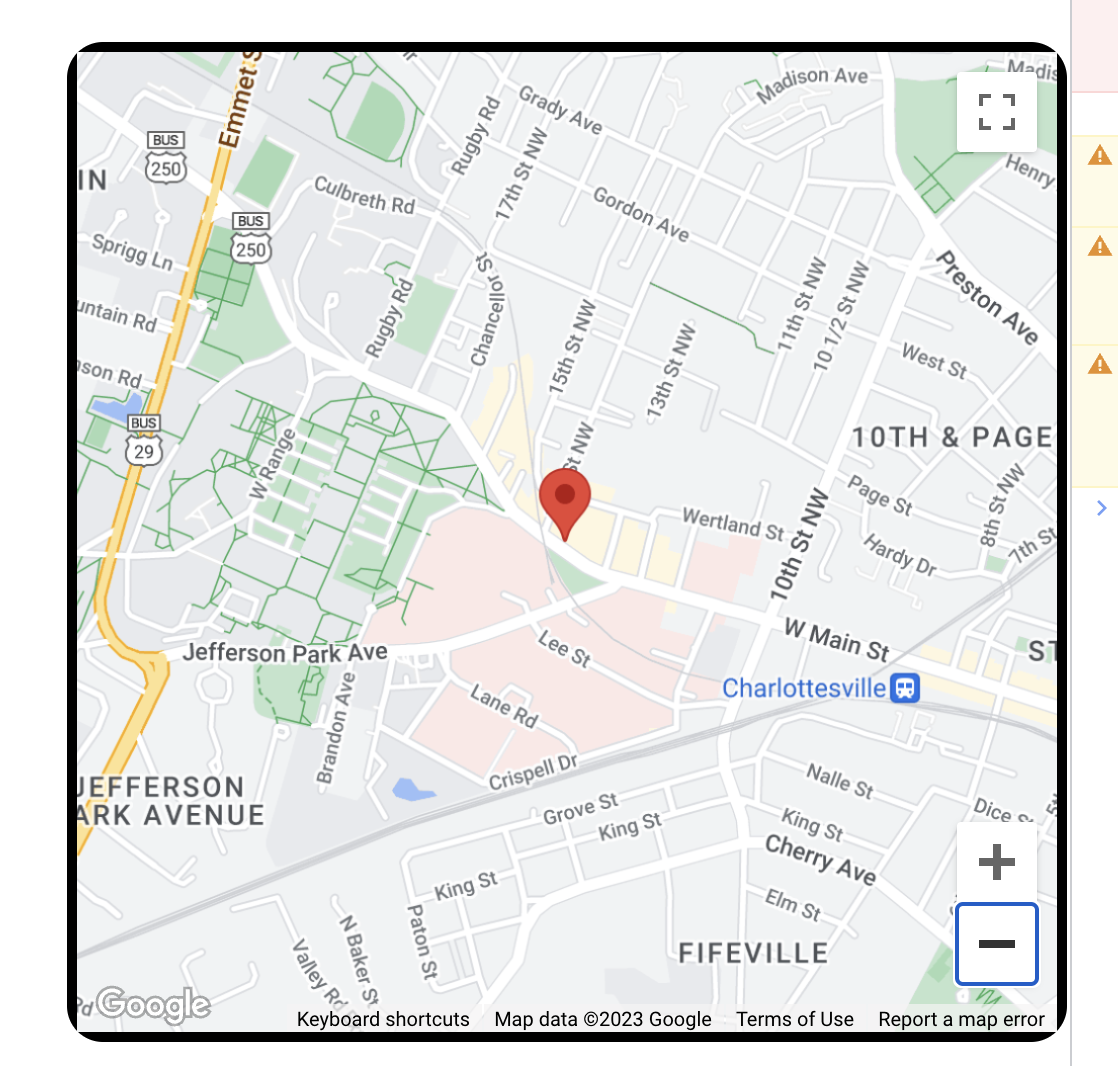 Emmet S
Madison Ave
Madis
Grady Ave
Rugby Rd
17th St NW
BUS
250
IN
Henry
Culbreth Rd
Gordon Ave
BUS
250
Sprigg Ln
Preston Ave
Chancellor St
11th St NW
10 1/2 St NW
untain Rd
Rugby Rd
15th St NW
13th St NW
West St
nson Rd
BUS
29
10TH & PAGE
W Range
St NW
Page St
8th St NW
Wertland St
10th St NW
Hardy Dr
7th St
W Main St
Jefferson Park Ave
Lee St
ST
Charlottesville
Brandon Ave
Lane Rd
Crispell Dr
JEFFERSON
ARK AVENUE
Nalle St
Dice St
Grove St
King St
King St
Cherry Ave
King St
Elm St
Paton St
N Baker St
Valley Rd
FIFEVILLE
Rd
Google
Keyboard shortcuts Map data ©2023 Google Terms of Use Report a map error